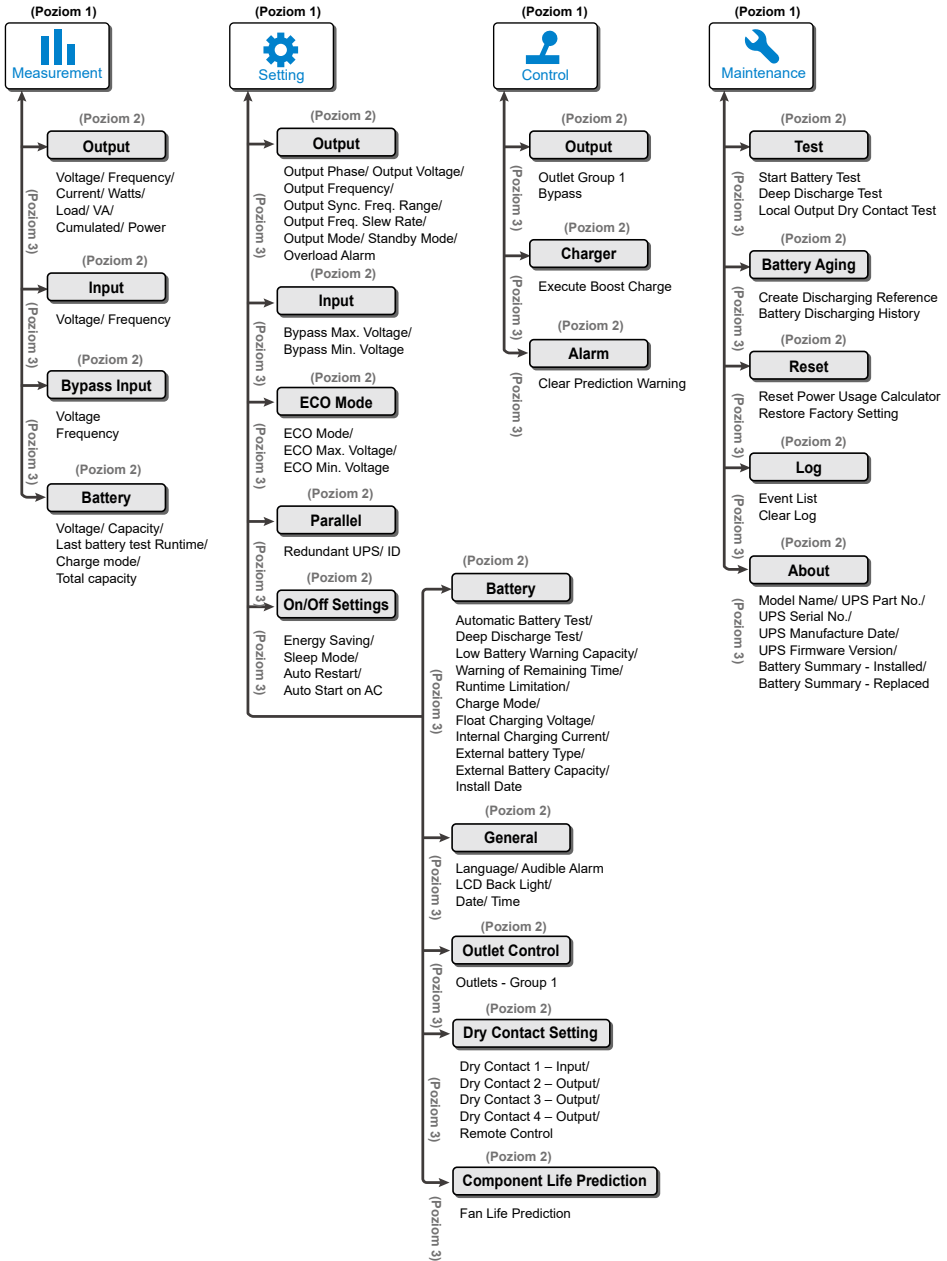 (Poziom 1)
Measurement
(Poziom 2)
Output
Voltage/ Frequency/
Current/ Watts/
Load/ VA/
Cumulated/ Power
(Poziom 3)
(Poziom 2)
Input
Voltage/ Frequency
(Poziom 3)
(Poziom 2)
Bypass Input
Voltage
Frequency
(Poziom 3)
(Poziom 2)
Battery
Voltage/ Capacity/
Last battery test Runtime/
Charge mode/
Total capacity
(Poziom 1)
Setting
(Poziom 2)
Output
Output Phase/ Output Voltage/
Output Frequency/
Output Sync. Freq. Range/
Output Freq. Slew Rate/
Output Mode/ Standby Mode/
Overload Alarm
(Poziom 3)
(Poziom 2)
Input
Bypass Max. Voltage/
Bypass Min. Voltage
(Poziom 3)
(Poziom 2)
ECO Mode
ECO Mode/
ECO Max. Voltage/
ECO Min. Voltage
(Poziom 3)
(Poziom 2)
Parallel
Redundant UPS/ ID
(Poziom 3)
(Poziom 2)
On/Off Settings
Energy Saving/
Sleep Mode/
Auto Restart/
Auto Start on AC
(Poziom 3)
(Poziom 2)
Battery
Automatic Battery Test/
Deep Discharge Test/
Low Battery Warning Capacity/
Warning of Remaining Time/
Runtime Limitation/
Charge Mode/
Float Charging Voltage/
Internal Charging Current/
External battery Type/
External Battery Capacity/
Install Date
(Poziom 3)
(Poziom 2)
General
Language/ Audible Alarm
LCD Back Light/
Date/ Time
(Poziom 3)
(Poziom 2)
Outlet Control
Outlets - Group 1
(Poziom 3)
(Poziom 2)
Dry Contact Setting
Dry Contact 1 – Input/
Dry Contact 2 – Output/
Dry Contact 3 – Output/
Dry Contact 4 – Output/
Remote Control
(Poziom 3)
(Poziom 2)
Component Life Prediction
Fan Life Prediction
(Poziom 3)
(Poziom 1)
Control
(Poziom 2)
Output
Outlet Group 1
Bypass
(Poziom 3)
(Poziom 2)
Charger
Execute Boost Charge
(Poziom 3)
(Poziom 2)
Alarm
Clear Prediction Warning
(Poziom 3)
(Poziom 1)
Maintenance
(Poziom 2)
Test
Start Battery Test
Deep Discharge Test
Local Output Dry Contact Test
(Poziom 3)
(Poziom 2)
Battery Aging
Create Discharging Reference
Battery Discharging History
(Poziom 3)
(Poziom 2)
Reset
Reset Power Usage Calculator
Restore Factory Setting
(Poziom 3)
(Poziom 2)
Log
Event List
Clear Log
(Poziom 3)
(Poziom 2)
About
Model Name/ UPS Part No./
UPS Serial No./
UPS Manufacture Date/
UPS Firmware Version/
Battery Summary - Installed/
Battery Summary - Replaced
(Poziom 3)